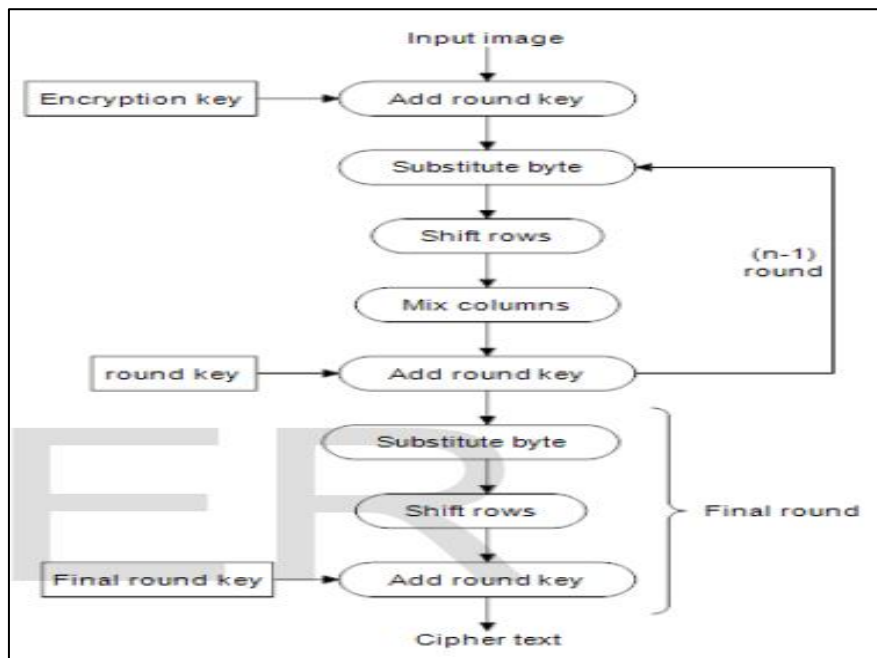 Input image
Encryption key
Add round key
Substitute byte
Shift rows
(n-1)
round
Mix columns
round key
Add round key
Substitute byte
Shift rows
Final round
Final round key
Add round key
Cipher text
ER